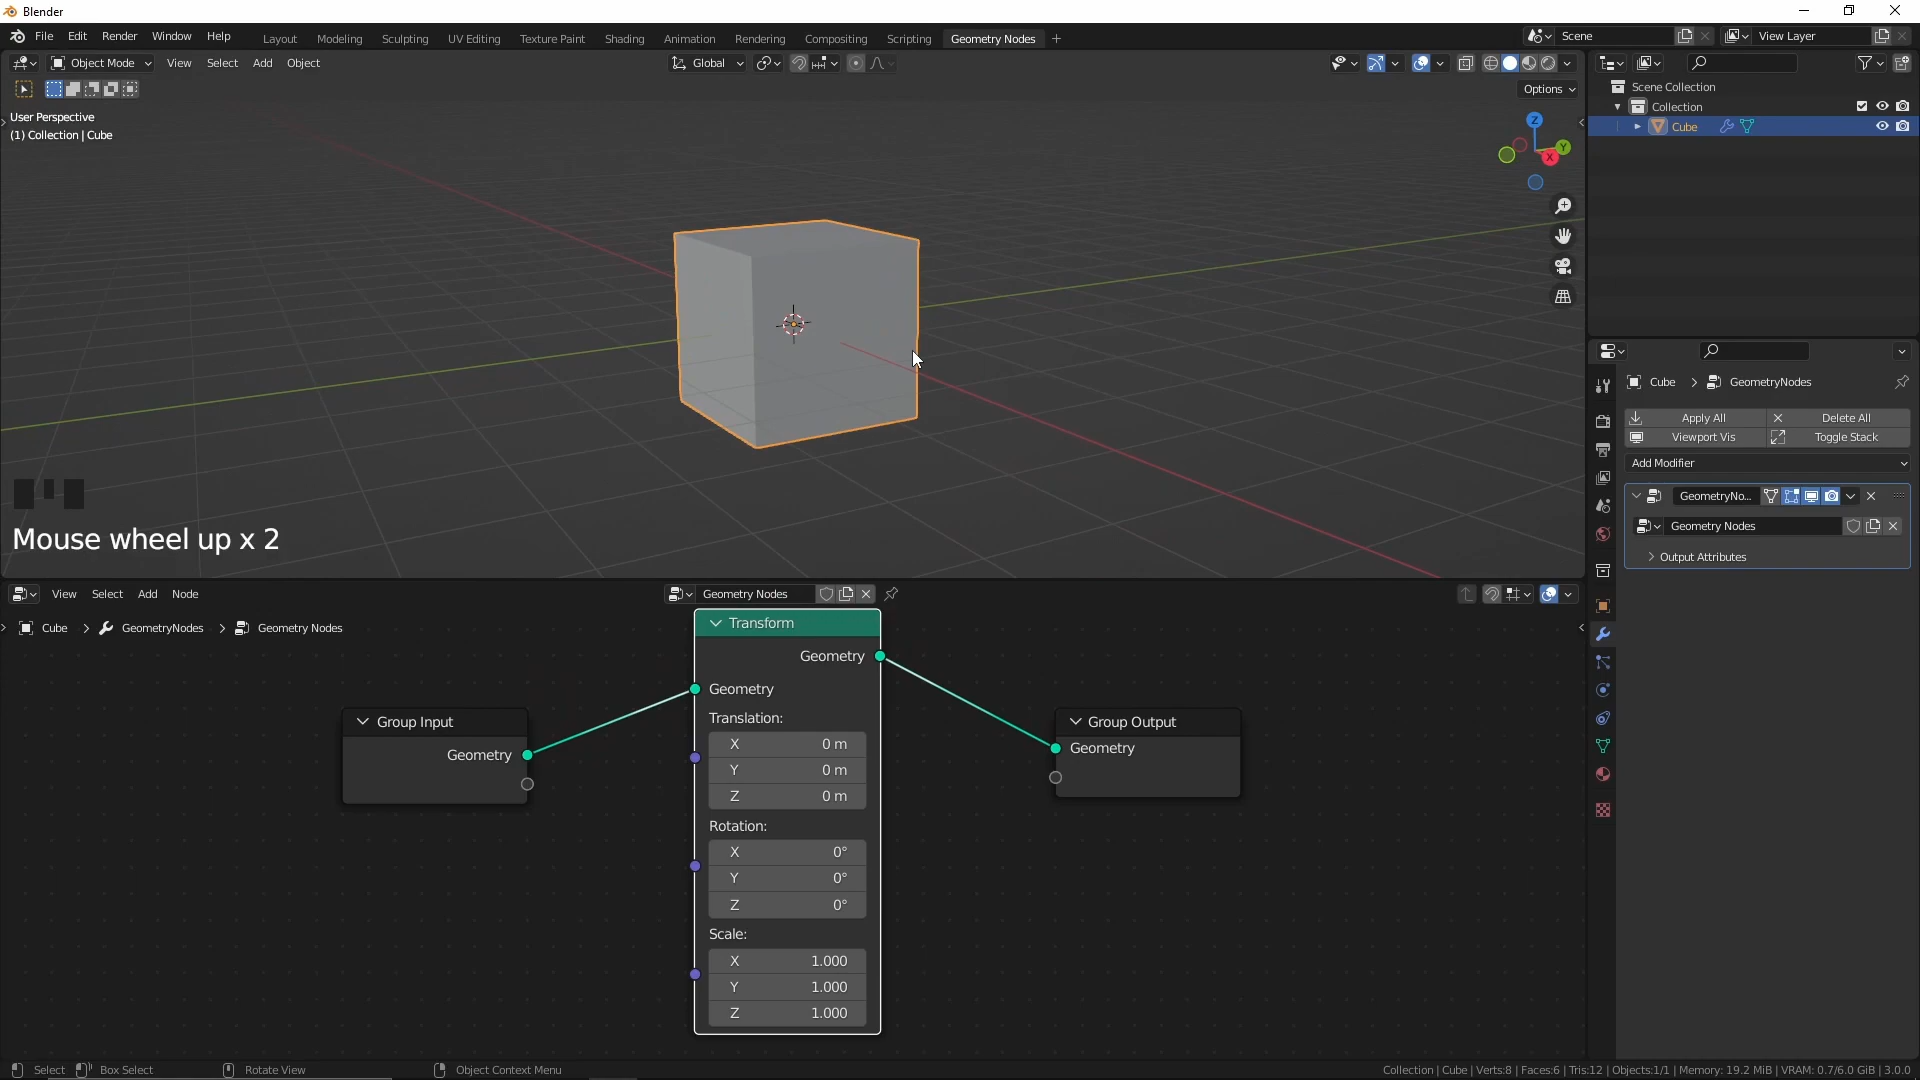 Blender
File Edit Render Window Help Layout Modeling Sculpting UV Editing Texture Paint Shading Animation Rendering Compositing Scripting Geometry Nodes + Scene View Layer
Object Mode View Select Add Object Global
Options
User Perspective
(1) Collection | Cube
Z
Y
X
Mouse wheel up x 2
Scene Collection
Collection
Cube
Cube > GeometryNodes
Apply All Delete All
Viewport Vis Toggle Stack
Add Modifier
GeometryNo...
Geometry Nodes
Output Attributes
View Select Add Node Geometry Nodes
Cube > GeometryNodes > Geometry Nodes
Group Input
Geometry
Transform
Geometry
Geometry
Translation:
X 0 m
Y 0 m
Z 0 m
Rotation:
X 0°
Y 0°
Z 0°
Scale:
X 1.000
Y 1.000
Z 1.000
Group Output
Geometry
Select Box Select Rotate View Object Context Menu Collection | Cube | Verts:8 | Faces:6 | Tris:12 | Objects:1/1 | Memory: 19.2 MiB | VRAM: 0.7/6.0 GiB | 3.0.0